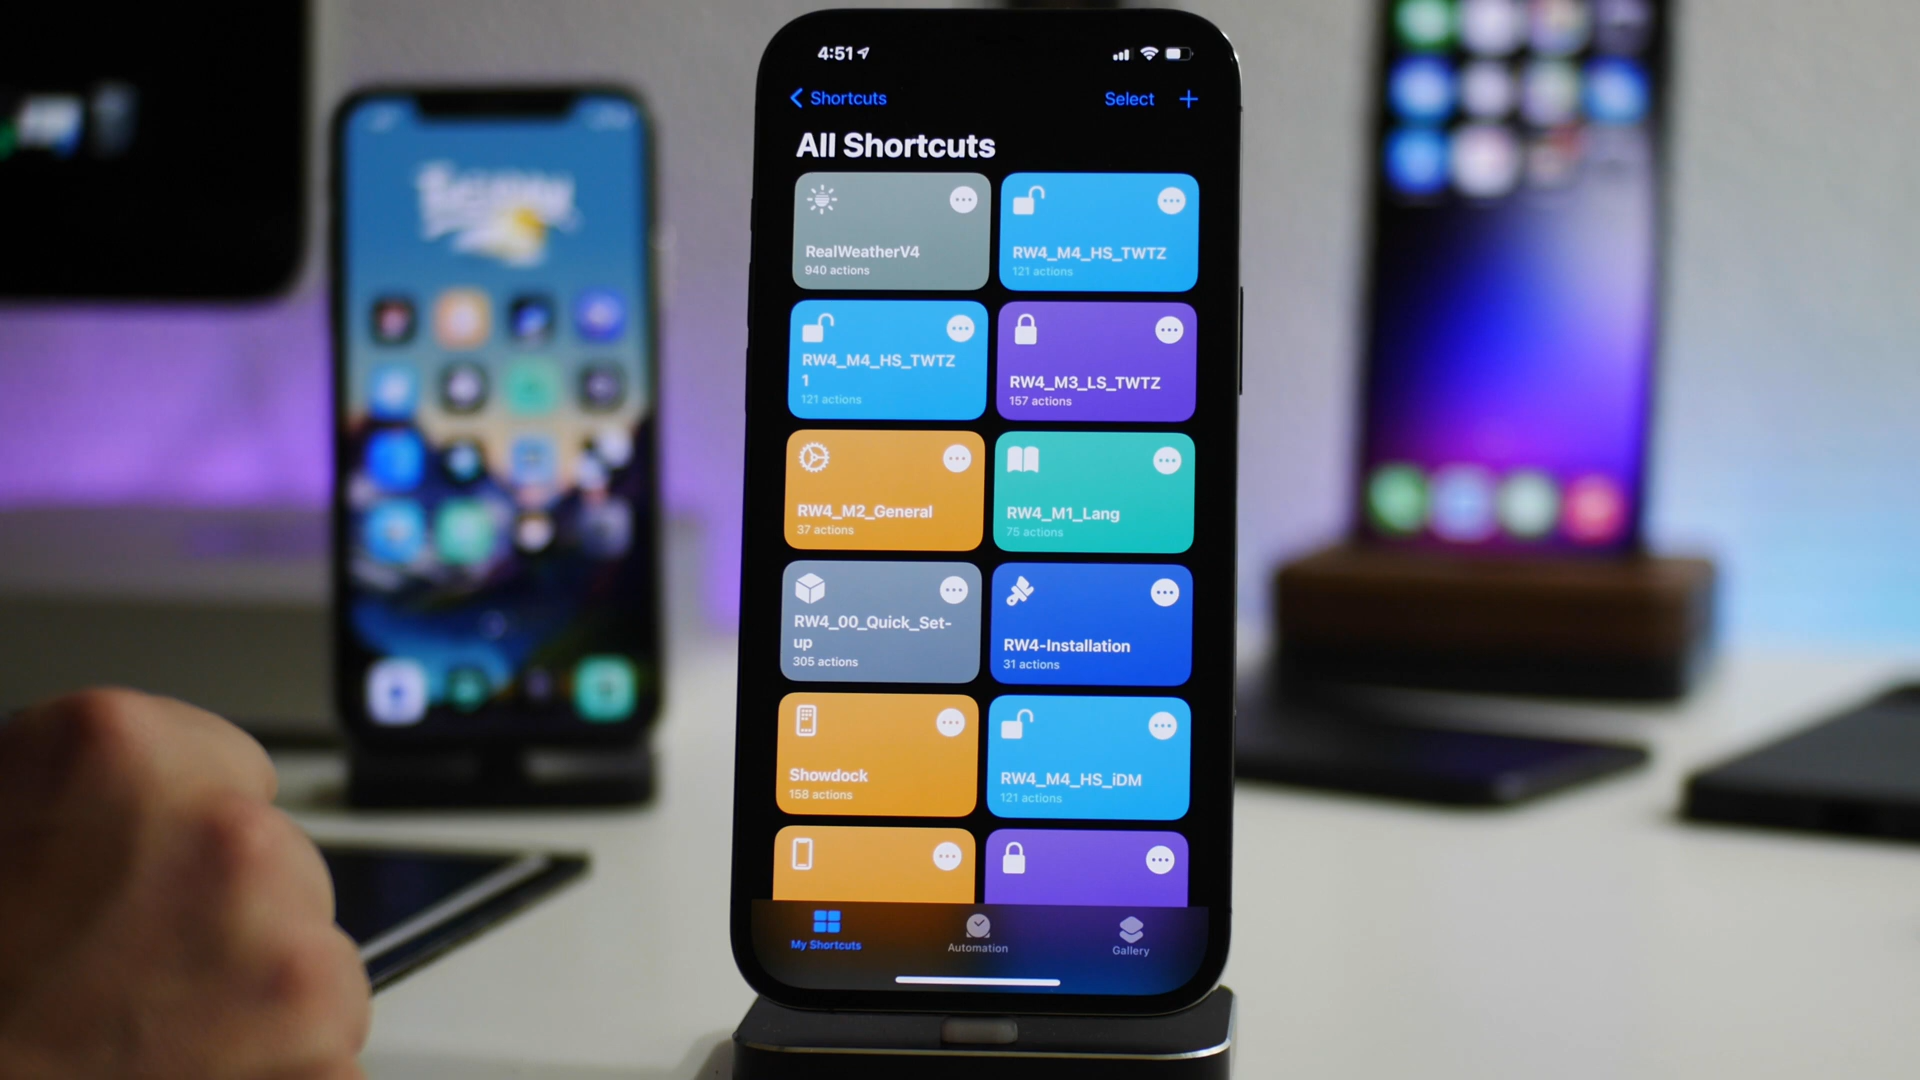 4:51
Shortcuts
Select +
All Shortcuts
RealWeatherV4
940 actions
RW4_M4_HS_TWTZ
121 actions
RW4_M4_HS_TWTZ
1
121 actions
RW4_M3_LS_TWTZ
157 actions
RW4_M2_General
37 actions
RW4_M1_Lang
75 actions
RW4_00_Quick_Set-
up
305 actions
RW4-Installation
31 actions
Showdock
158 actions
RW4_M4_HS_iDM
121 actions
My Shortcuts
Automation
Gallery